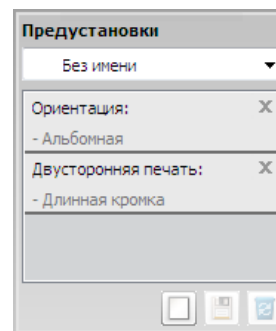 Предустановки
Без имени
Ориентация:
- Альбомная
Двусторонняя печать:
- Длинная кромка